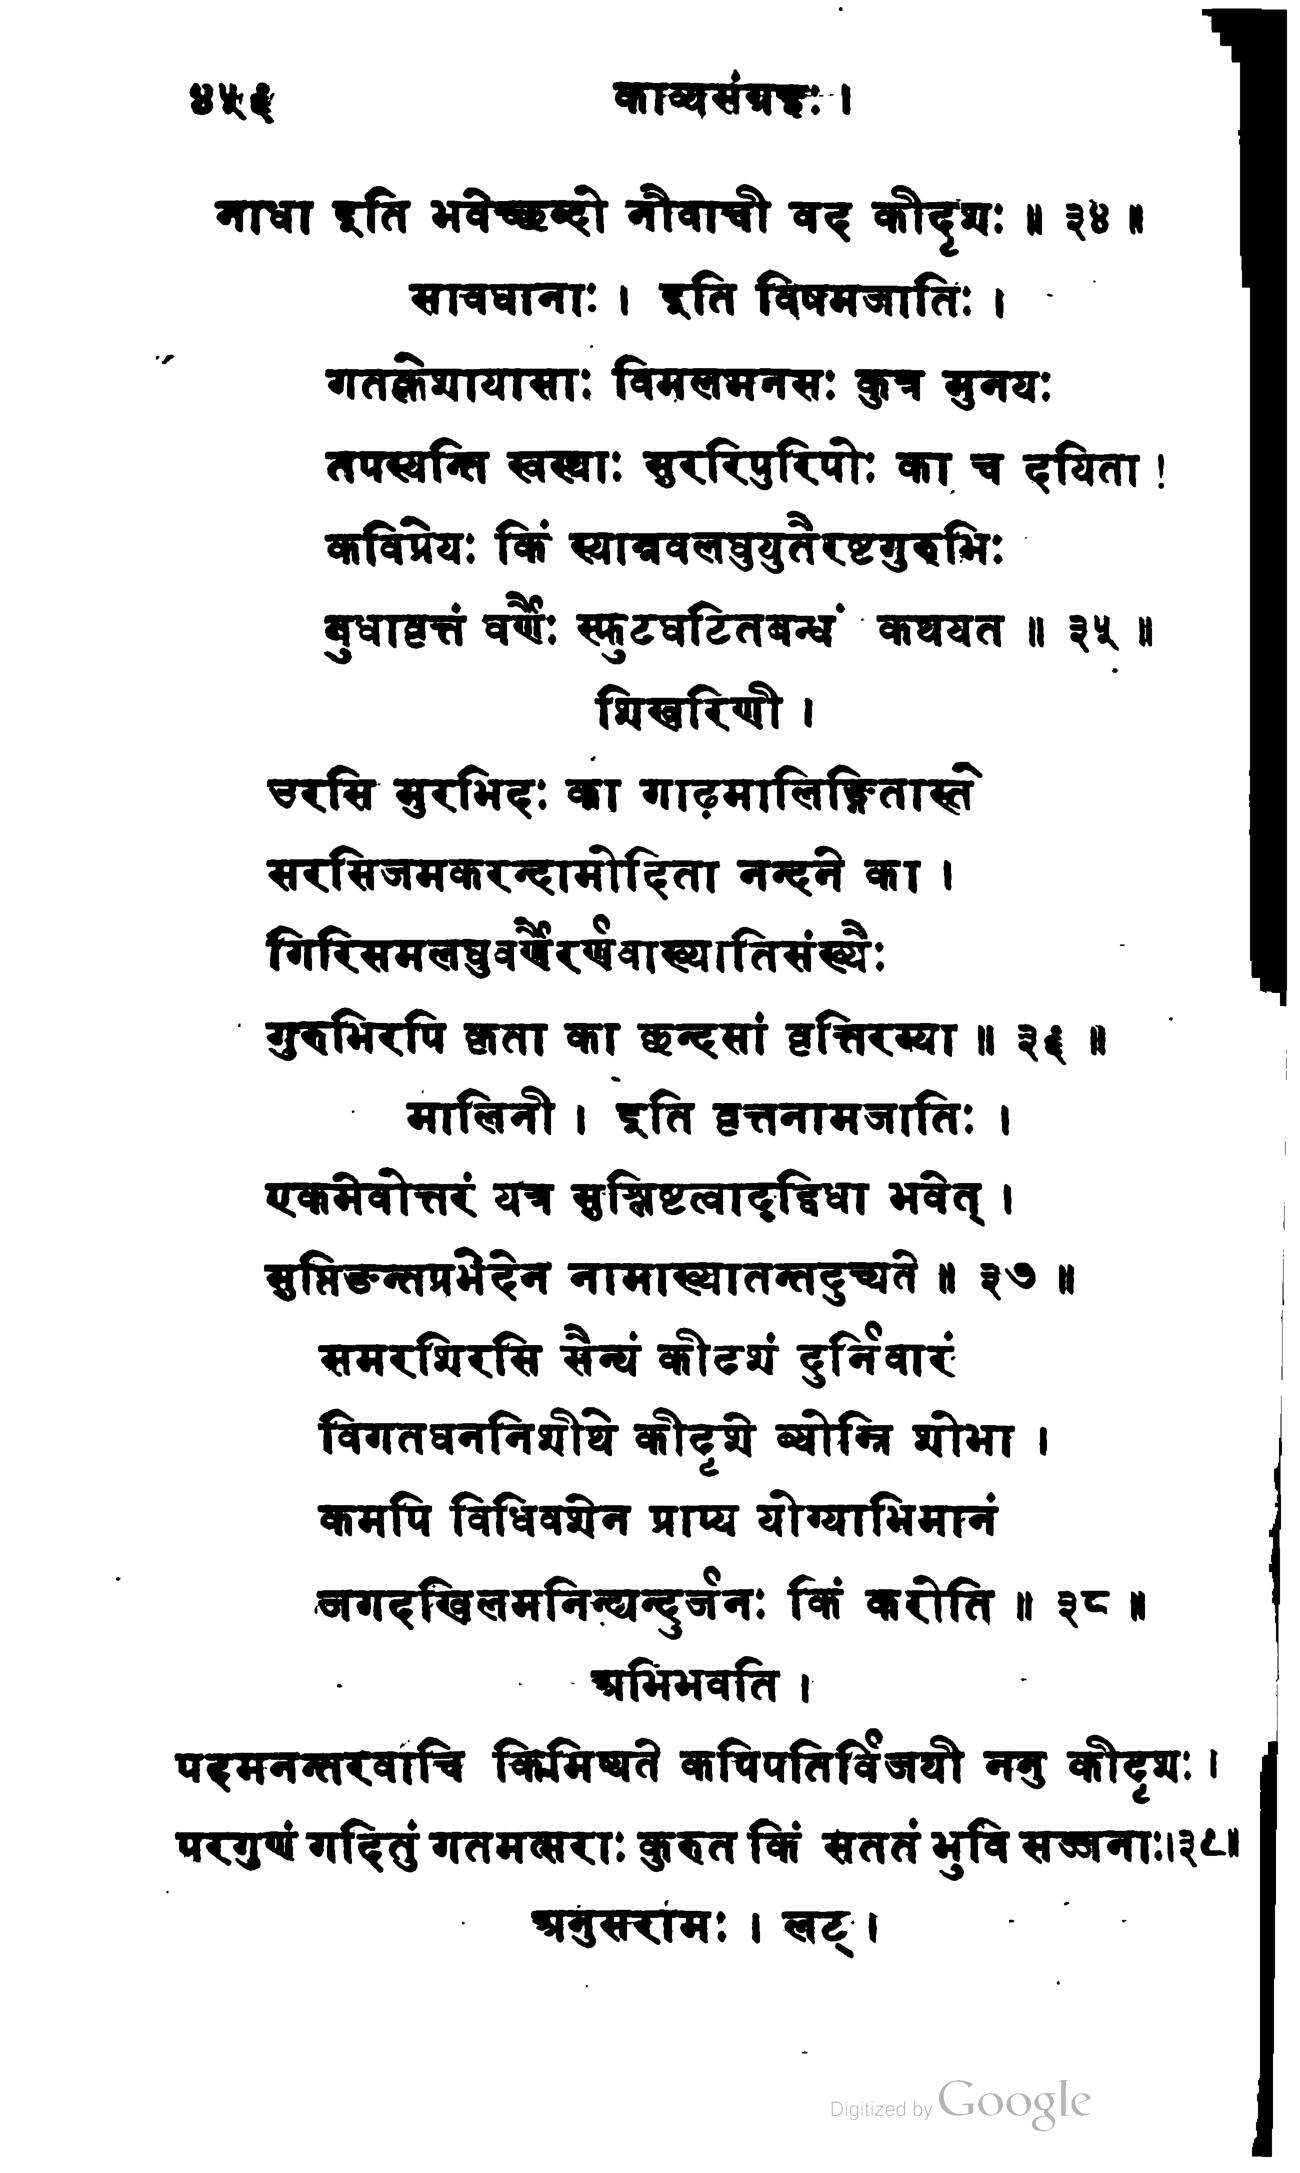 ४५६ काव्यसंग्रहः ।
नाधा इति भवेच्छब्दो नौवाची वद कीदृशः ॥ ३४ ॥
सावधानाः । इति विषमजातिः ।
गतक्लेशायासाः विमलमनसः कुत्र मुनयः
तपस्यन्ति स्वस्थाः सुररिपुरिपोः का च दयिता !
कविप्रेयः किं स्यान्नवलघुयुतैरष्टगुरुभिः
बुधावृत्तं वर्णैः स्फुटघटितबन्धं कथयत ॥ ३५ ॥
शिखरिणी ।
उरसि मुरभिदः का गाढ़मालिङ्गितास्ते
सरसिजमकरन्दामोदिता नन्दने का ।
गिरिसमलघुवर्णैरर्णवाख्यातिसंख्यैः
गुरुभिरपि कृता का छन्दसां वृत्तिरम्या ॥ ३६ ॥
मालिनी । इति वृत्तनामजातिः ।
एकमेवोत्तरं यत्र सुश्लिष्टत्वाद्द्विधा भवेत् ।
सुप्तिङन्तप्रभेदेन नामाख्यातन्तदुच्यते ॥ ३७ ॥
समरशिरसि सैन्यं कीदृशं दुर्निवारं
विगतघननिशीथे कीदृशे व्योम्नि शोभा ।
कमपि विधिवशेन प्राप्य योग्याभिमानं
जगदखिलमनिन्द्यन्दुर्जनः किं करोति ॥ ३८ ॥
अभिभवति ।
पदमनन्तरवाचि किमिष्यते कपिपतिर्विजयी ननु कीदृशः ।
परगुणं गदितुं गतमत्सराः कुरुत किं सततं भुवि सज्जनाः।३९॥
अनुसरामः । लट् ।
Digitized by Google